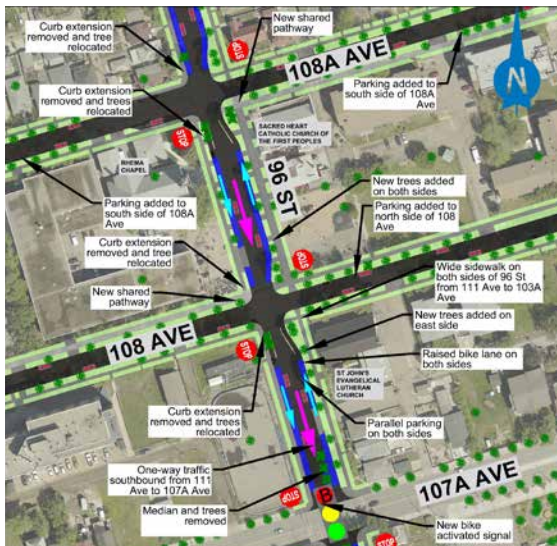 Curb extension
removed and tree
relocated
STOP
New shared
pathway
108A AVE
N
Curb extension
removed and trees
relocated
Parking added to
south side of 108A
Ave
STOP
SACRED HEART
CATHOLIC CHURCH OF
THE FIRST PEOPLES
RHEMA
CHAPEL
96 ST
New trees added
on both sides
Parking added to
south side of 108A
Ave
Parking added to
north side of 108
Ave
Curb extension
removed and trees
relocated
STOP
Wide sidewalk on
both sides of 96 St
from 111 Ave to 103A
Ave
New shared
pathway
New trees added on
east side
108 AVE
STOP
Raised bike lane on
both sides
ST JOHN'S
EVANGELICAL
LUTHERAN
CHURCH
Curb extension
removed and trees
relocated
Parallel parking
on both sides
One-way traffic
southbound from 111
Ave to 107A Ave
107A AVE
STOP
B
Median and trees
removed
New bike
activated signal
STOP